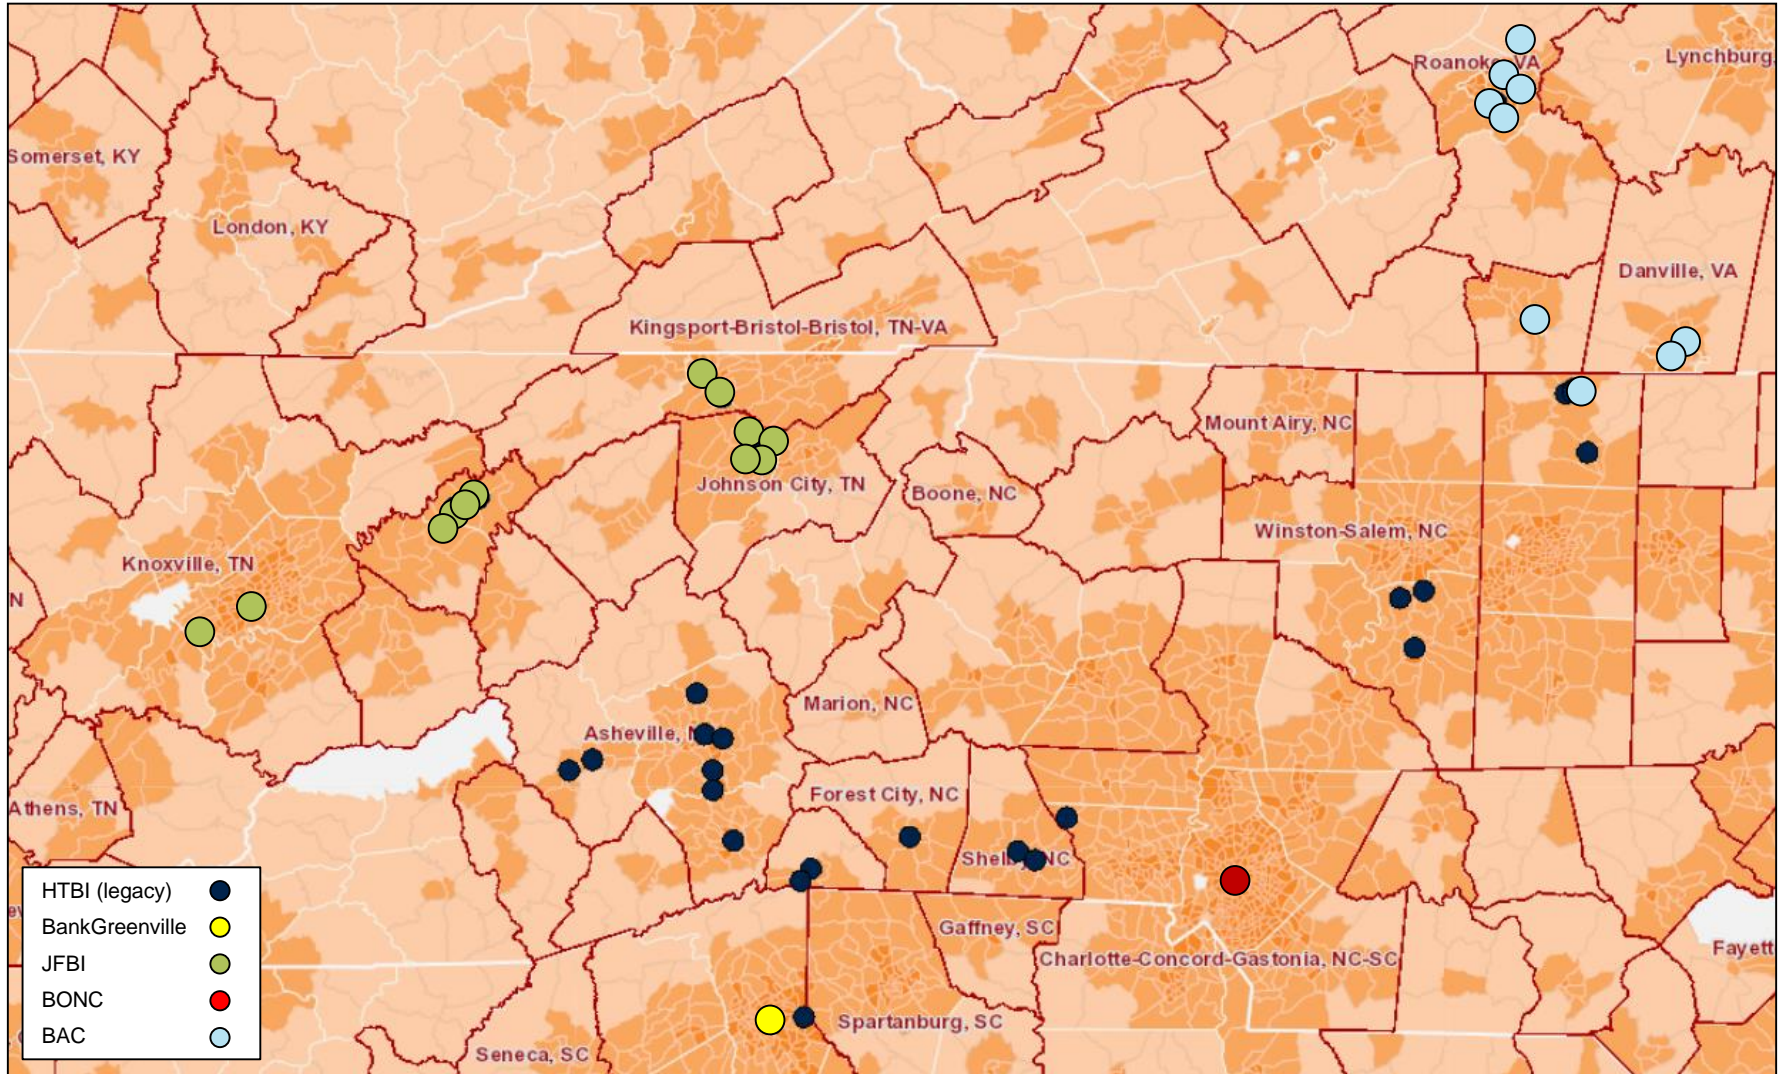 Roanoke, VA
Lynchburg,
Somerset, KY
London, KY
Danville, VA
Kingsport-Bristol-Bristol, TN-VA
Mount Airy, NC
Johnson City, TN
Boone, NC
Winston-Salem, NC
Knoxville, TN
N
Marion, NC
Asheville, N
Forest City, NC
Athens, TN
Shelby, NC
Gaffney, SC
Charlotte-Concord-Gastonia, NC-SC
Fayett
Spartanburg, SC
Seneca, SC
HTBI (legacy)
BankGreenville
JFBI
BONC
BAC